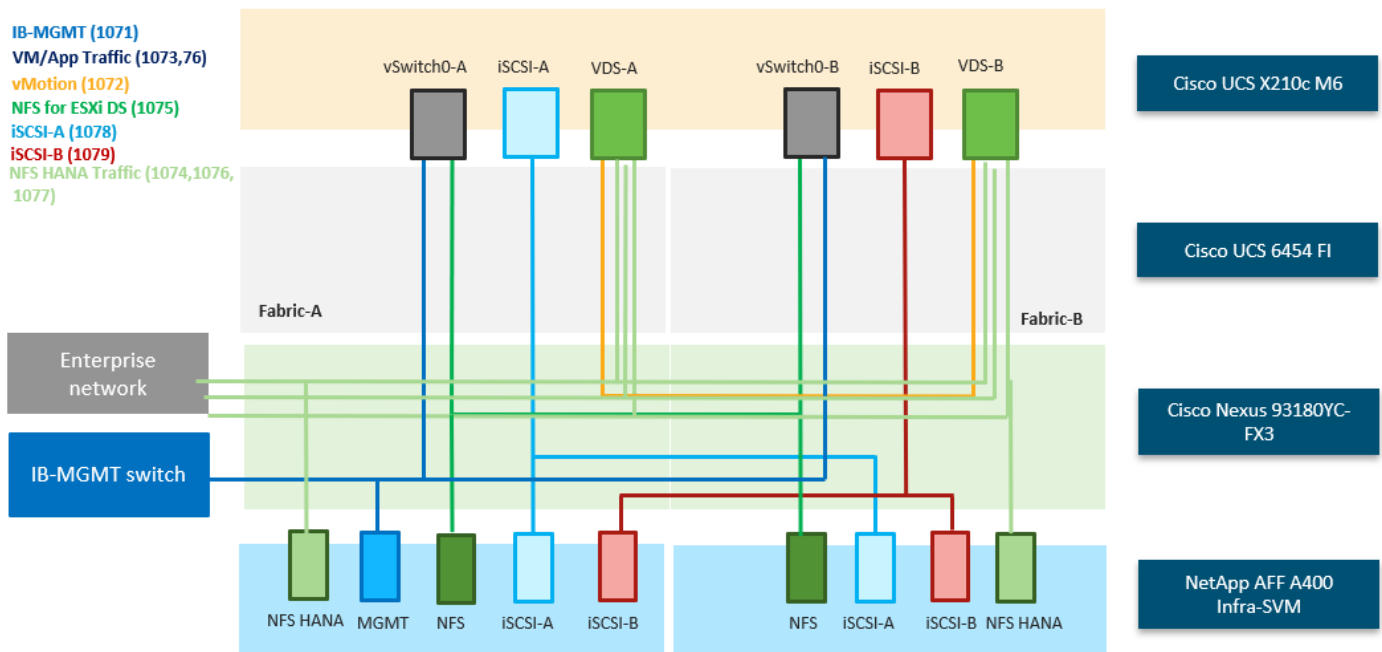 IB-MGMT (1071)
VM/App Traffic (1073,76)
vMotion (1072)
NFS for ESXi DS (1075)
iSCSI-A (1078)
iSCSI-B (1079)
NFS HANA Traffic (1074,1076,
1077)
vSwitch0-A
iSCSI-A
VDS-A
vSwitch0-B
iSCSI-B
VDS-B
Cisco UCS X210c M6
Cisco UCS 6454 FI
Fabric-A
Fabric-B
Enterprise
network
Cisco Nexus 93180YC-
FX3
IB-MGMT switch
NetApp AFF A400
Infra-SVM
NFS HANA
MGMT
NFS
iSCSI-A
iSCSI-B
NFS
iSCSI-A
iSCSI-B
NFS HANA